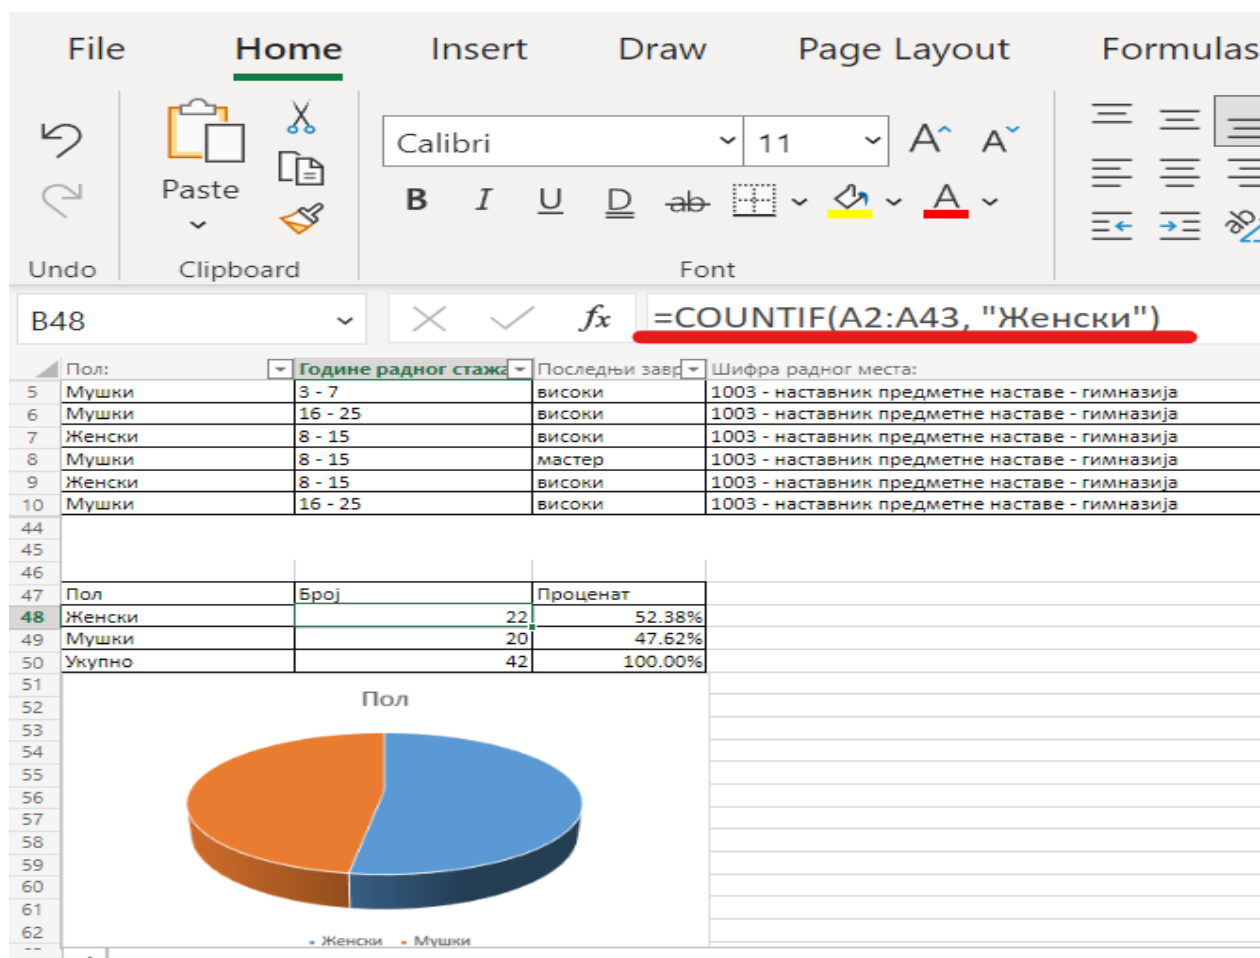 File Home Insert Draw Page Layout Formulas
Calibri 11 A A
Paste
B I U D ab A ab
Undo Clipboard Font
B48 fx =COUNTIF(A2:A43, "Женски")
Пол: Године радног стажа Последњи завр Шифра радног места:
5 Мушки 3 - 7 високи 1003 - наставник предметне наставе - гимназија
6 Мушки 16 - 25 високи 1003 - наставник предметне наставе - гимназија
7 Женски 8 - 15 високи 1003 - наставник предметне наставе - гимназија
8 Мушки 8 - 15 мастер 1003 - наставник предметне наставе - гимназија
9 Женски 8 - 15 високи 1003 - наставник предметне наставе - гимназија
10 Мушки 16 - 25 високи 1003 - наставник предметне наставе - гимназија
44
45
46
47 Пол Број Проценат
48 Женски 22 52.38%
49 Мушки 20 47.62%
50 Укупно 42 100.00%
51
Пол
52
53
54
55
56
57
58
59
60
61
62
Женски Мушки